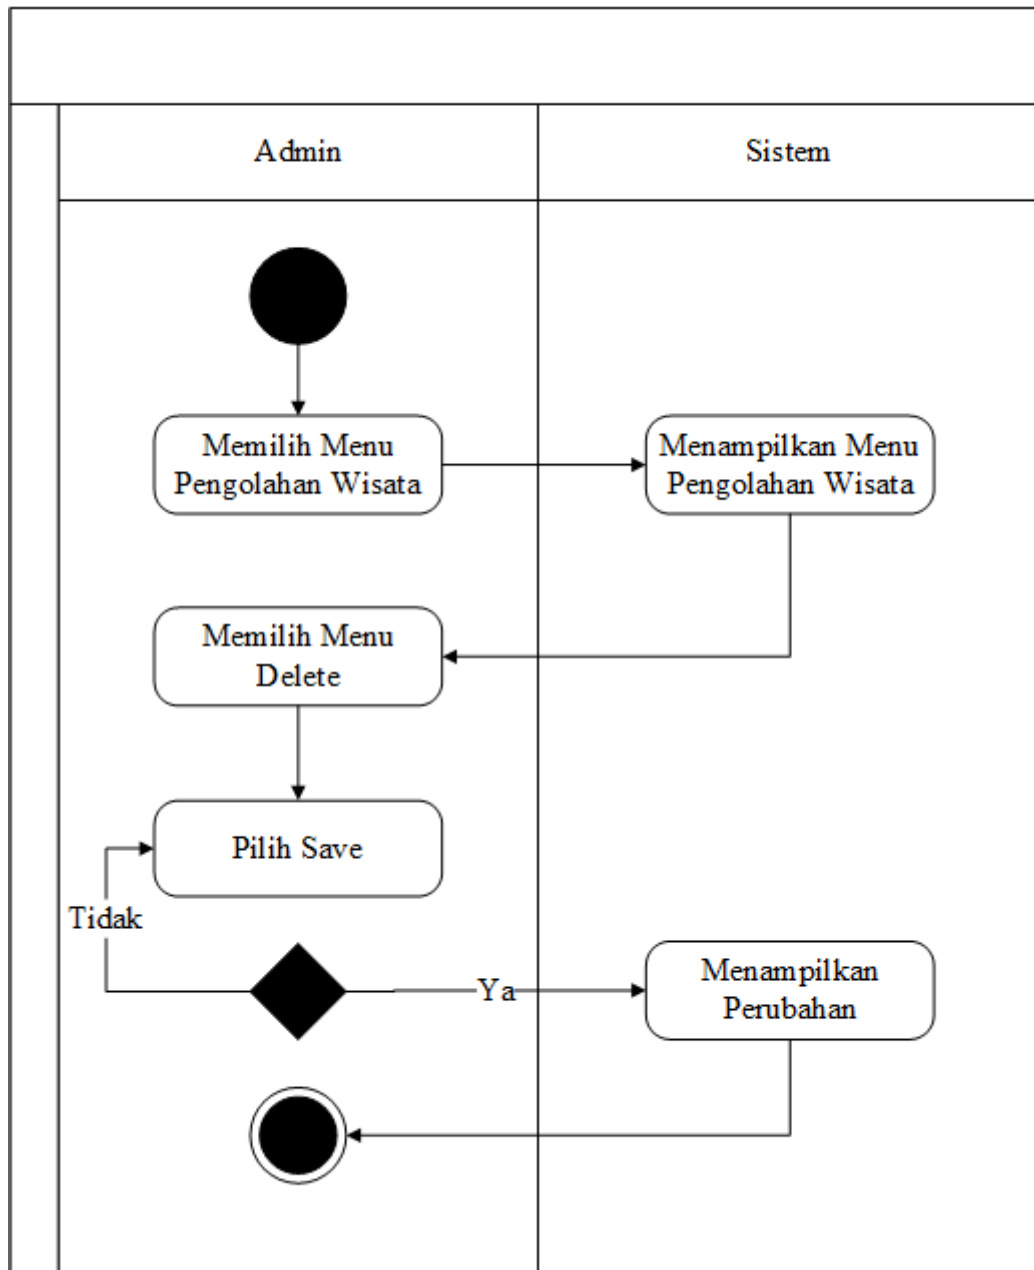 Admin
Sistem
Memilih Menu
Pengolahan Wisata
Menampilkan Menu
Pengolahan Wisata
Memilih Menu
Delete
Pilih Save
Tidak
Ya
Menampilkan
Perubahan